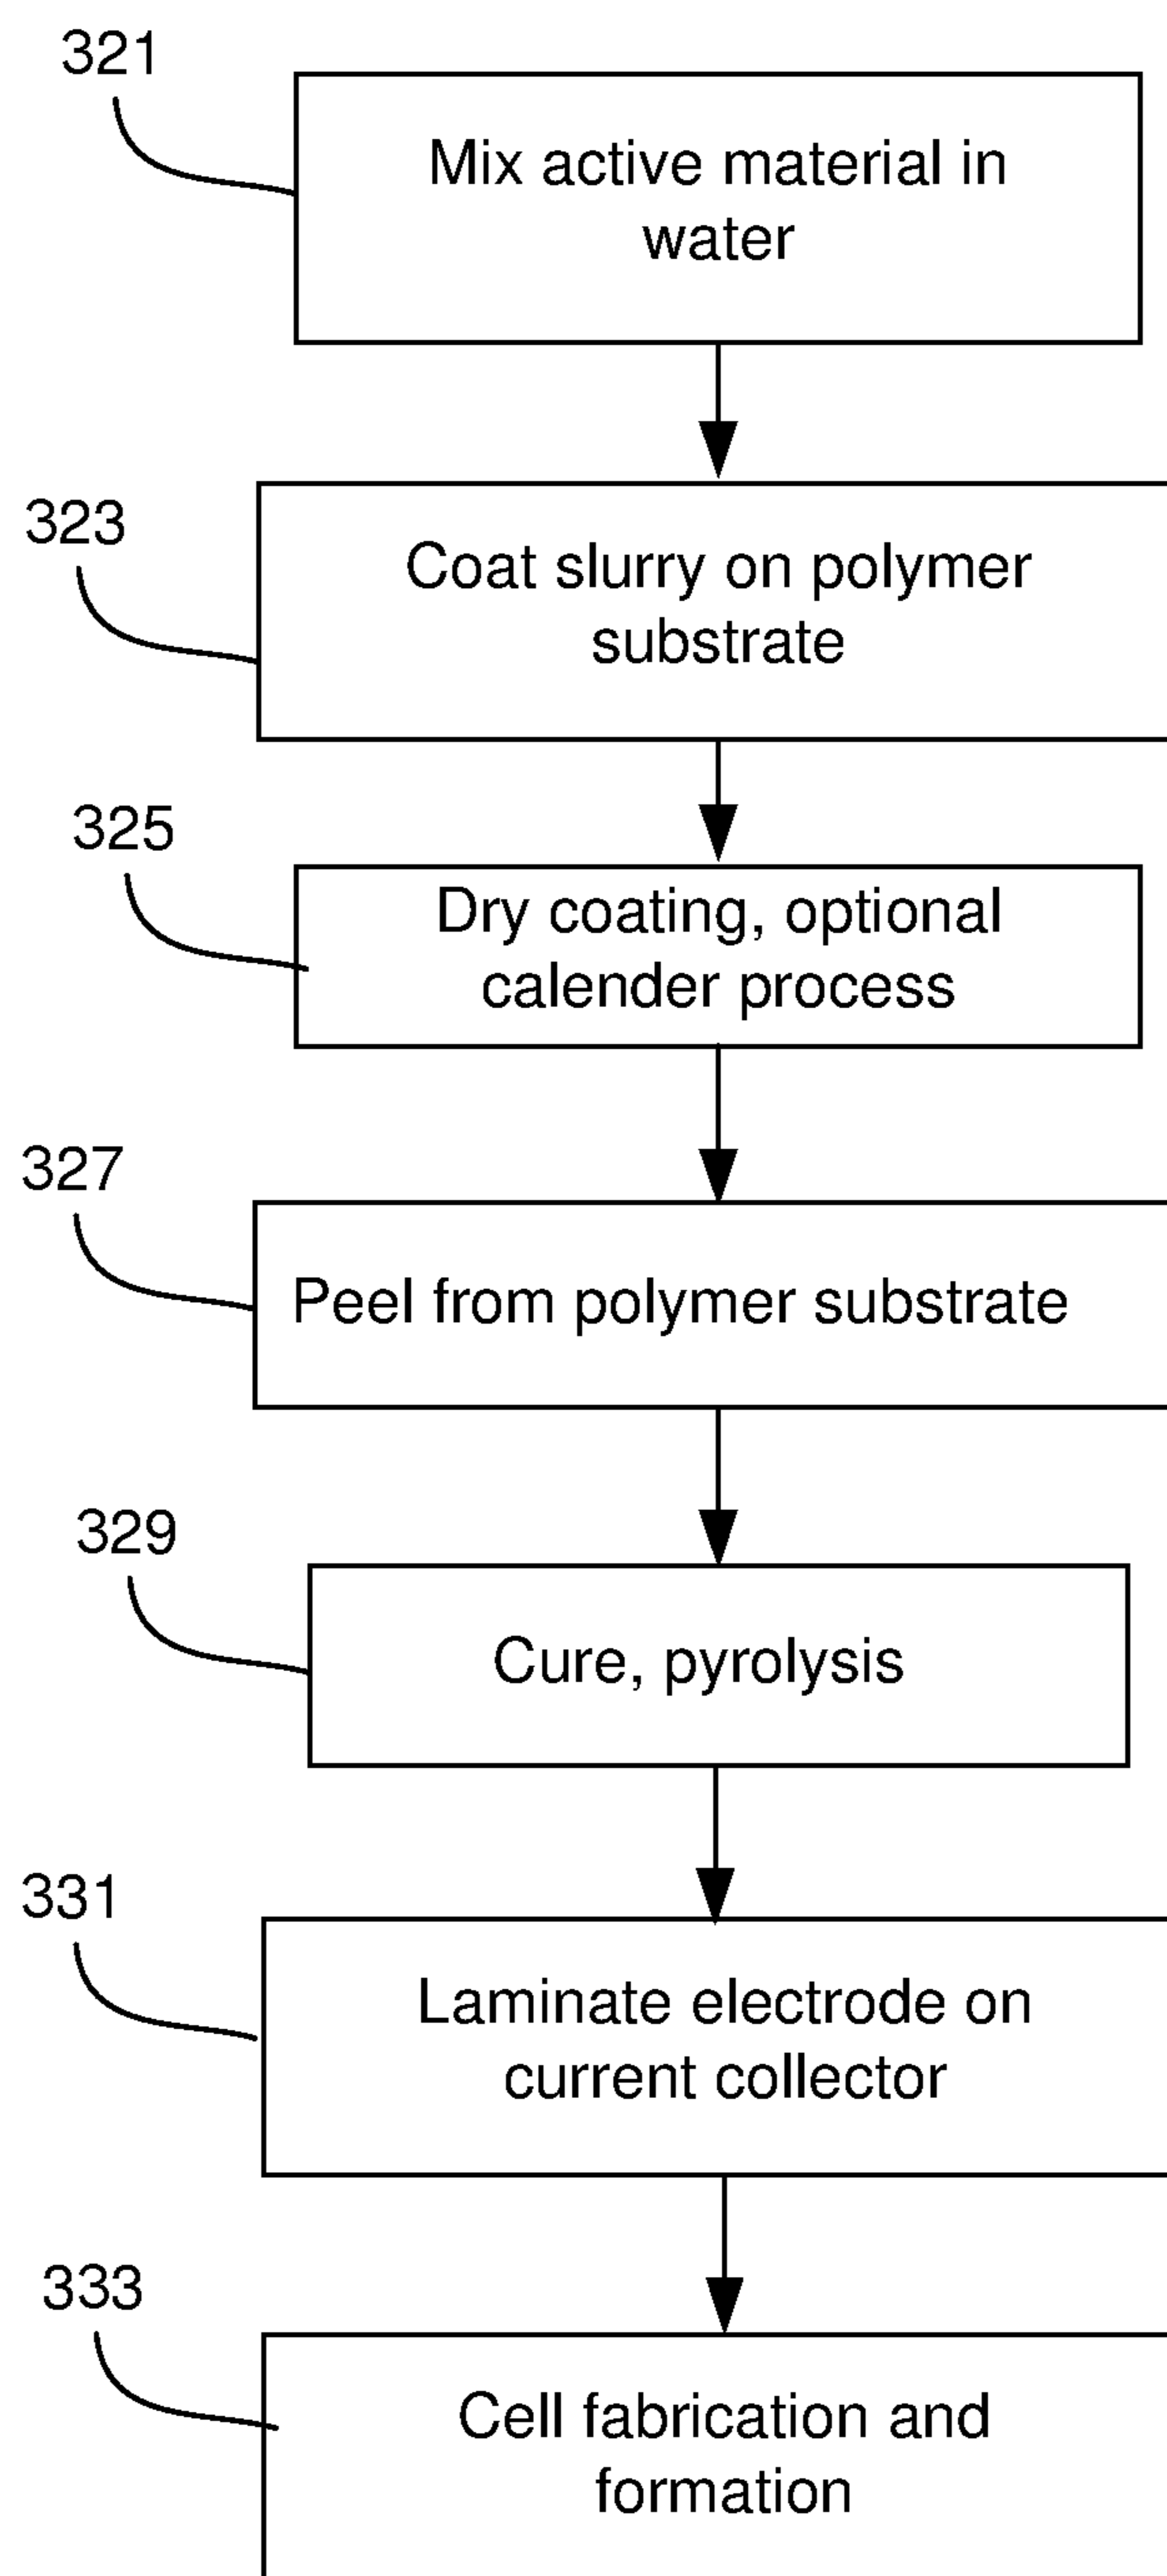 321
Mix active material in
water
323
Coat slurry on polymer
substrate
325
Dry coating, optional
calender process
327
Peel from polymer substrate
329
Cure, pyrolysis
331
Laminate electrode on
current collector
333
Cell fabrication and
formation